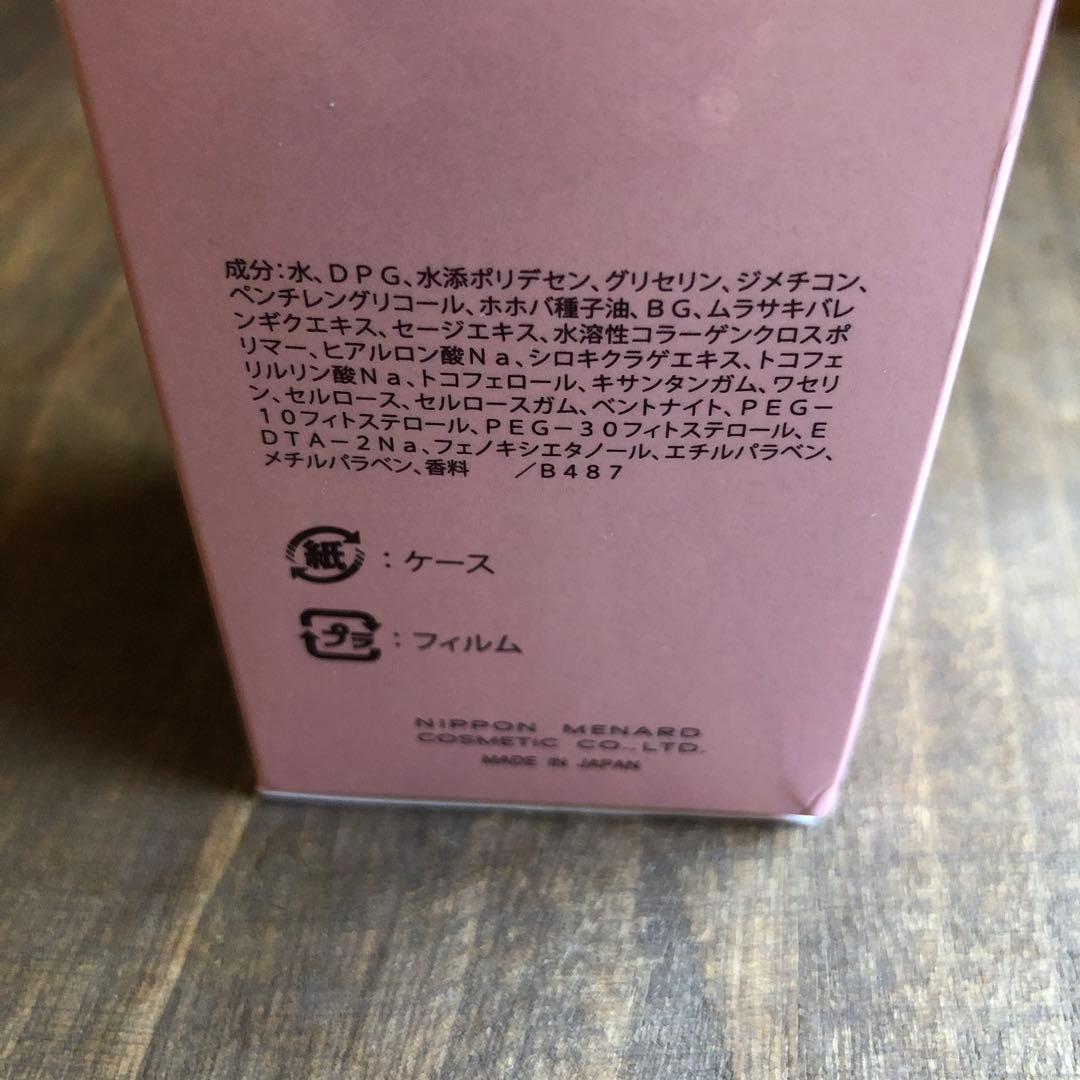 成分：水、ＤＰＧ、水添ポリデセン、グリセリン、ジメチコン、
ペンチレングリコール、ホホバ種子油、ＢＧ、ムラサキバレ
ンギクエキス、セージエキス、水溶性コラーゲンクロスポ
リマー、ヒアルロン酸Ｎａ、シロキクラゲエキス、トコフェ
リルリン酸Ｎａ、トコフェロール、キサンタンガム、ワセリ
ン、セルロース、セルロースガム、ベントナイト、ＰＥＧ－
１０フィトステロール、ＰＥＧ－３０フィトステロール、Ｅ
ＤＴＡ－２Ｎａ、フェノキシエタノール、エチルパラベン、
メチルパラベン、香料　／Ｂ４８７
紙：ケース
プラ：フィルム
NIPPON MENARD
COSMETIC CO., LTD.
MADE IN JAPAN